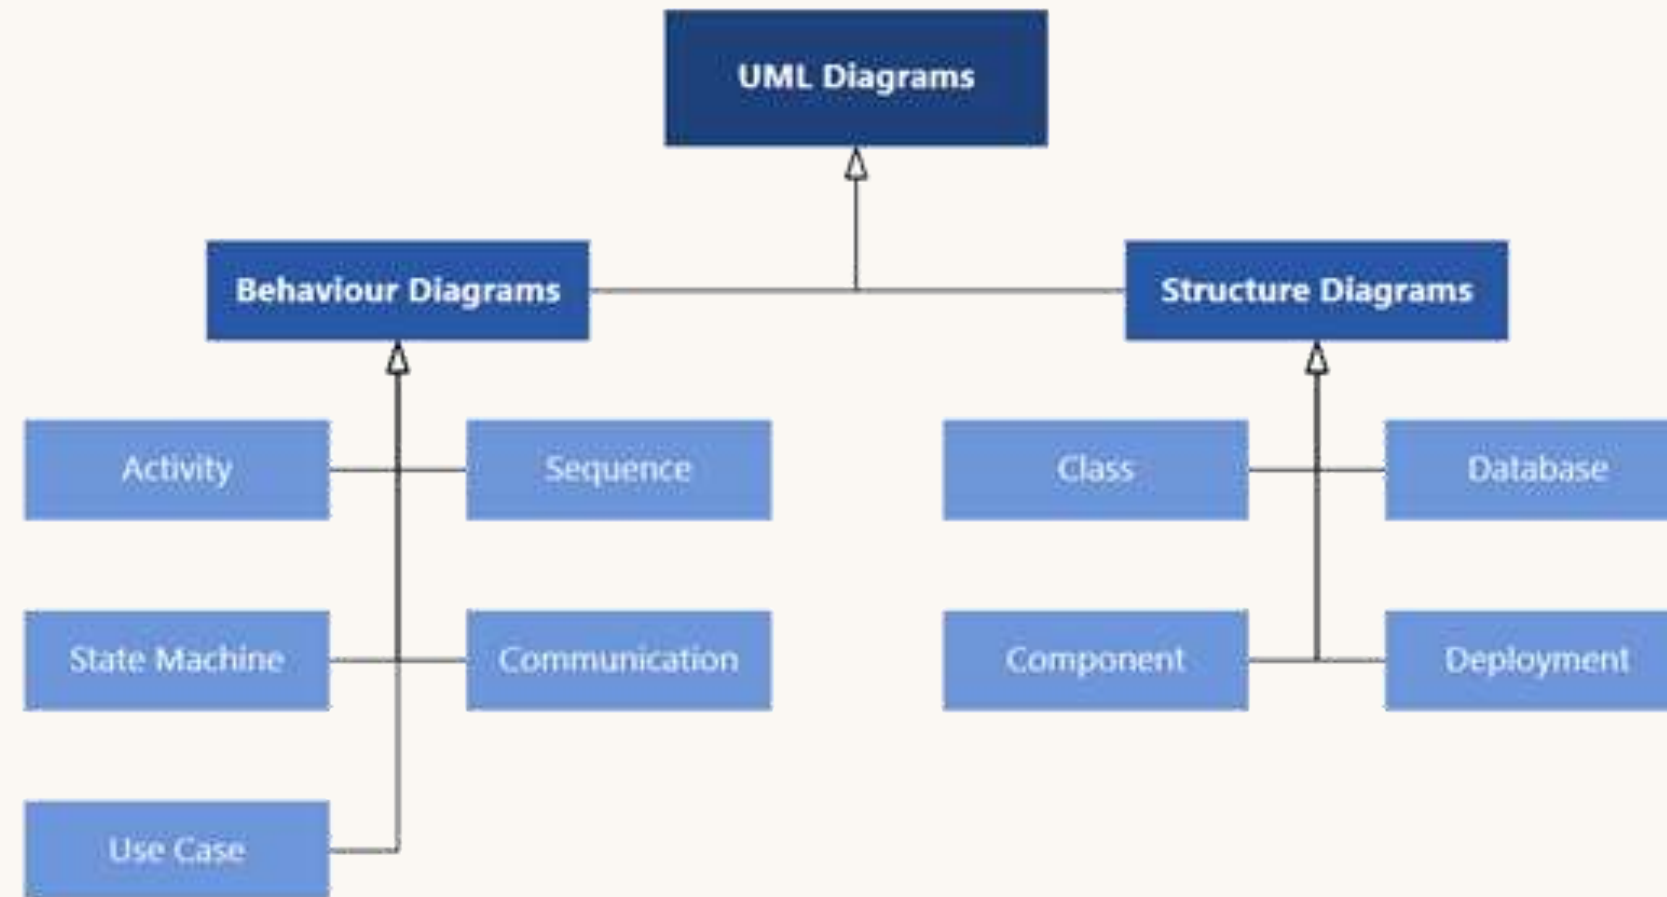 UML Diagrams
Behaviour Diagrams
Structure Diagrams
Activity
Sequence
Class
Database
State Machine
Communication
Component
Deployment
Use Case